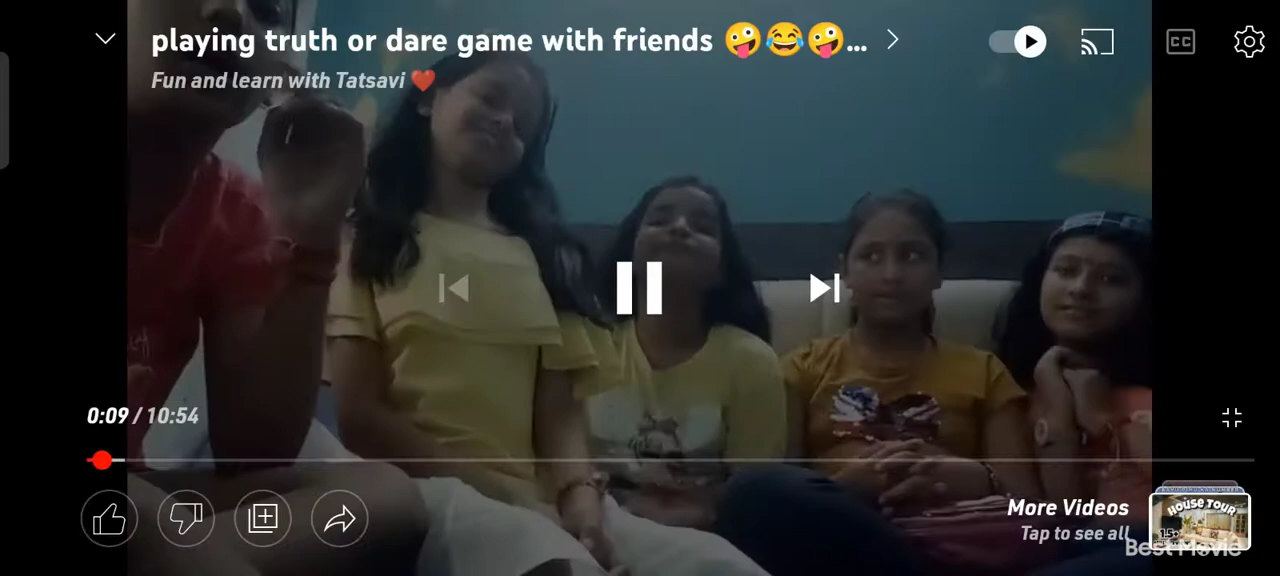 playing truth or dare game with friends 🤪😂🤪...
Fun and learn with Tatsavi ❤️
CC
0:09 / 10:54
More Videos
Tap to see all
HOUSE TOUR
Best Movie